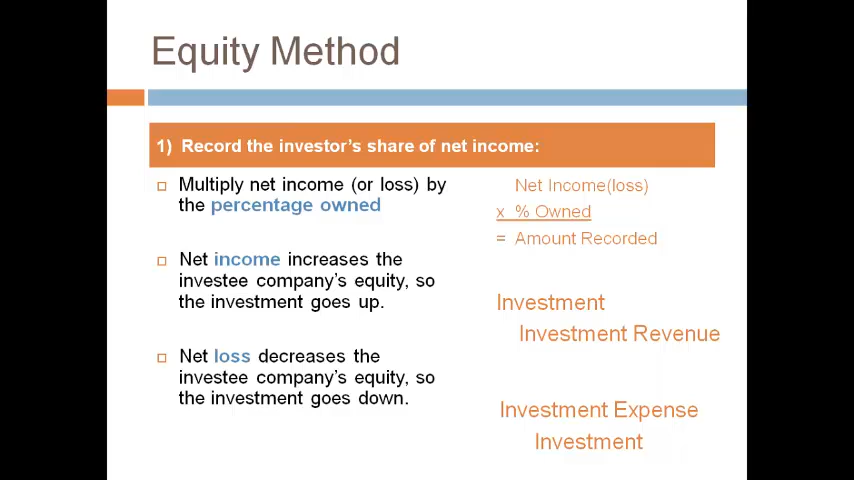 Equity Method
1) Record the investor's share of net income:
Multiply net income (or loss) by
the percentage owned
Net income increases the
investee company's equity, so
the investment goes up.
Net loss decreases the
investee company's equity, so
the investment goes down.
Net Income(loss)
x % Owned
= Amount Recorded
Investment
Investment Revenue
Investment Expense
Investment